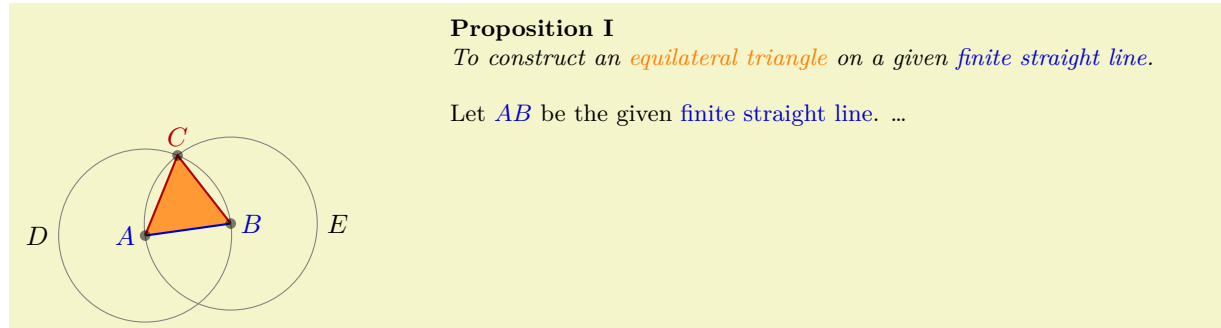 Proposition I
To construct an equilateral triangle on a given finite straight line.
Let AB be the given finite straight line. …
C
D
A
B
E